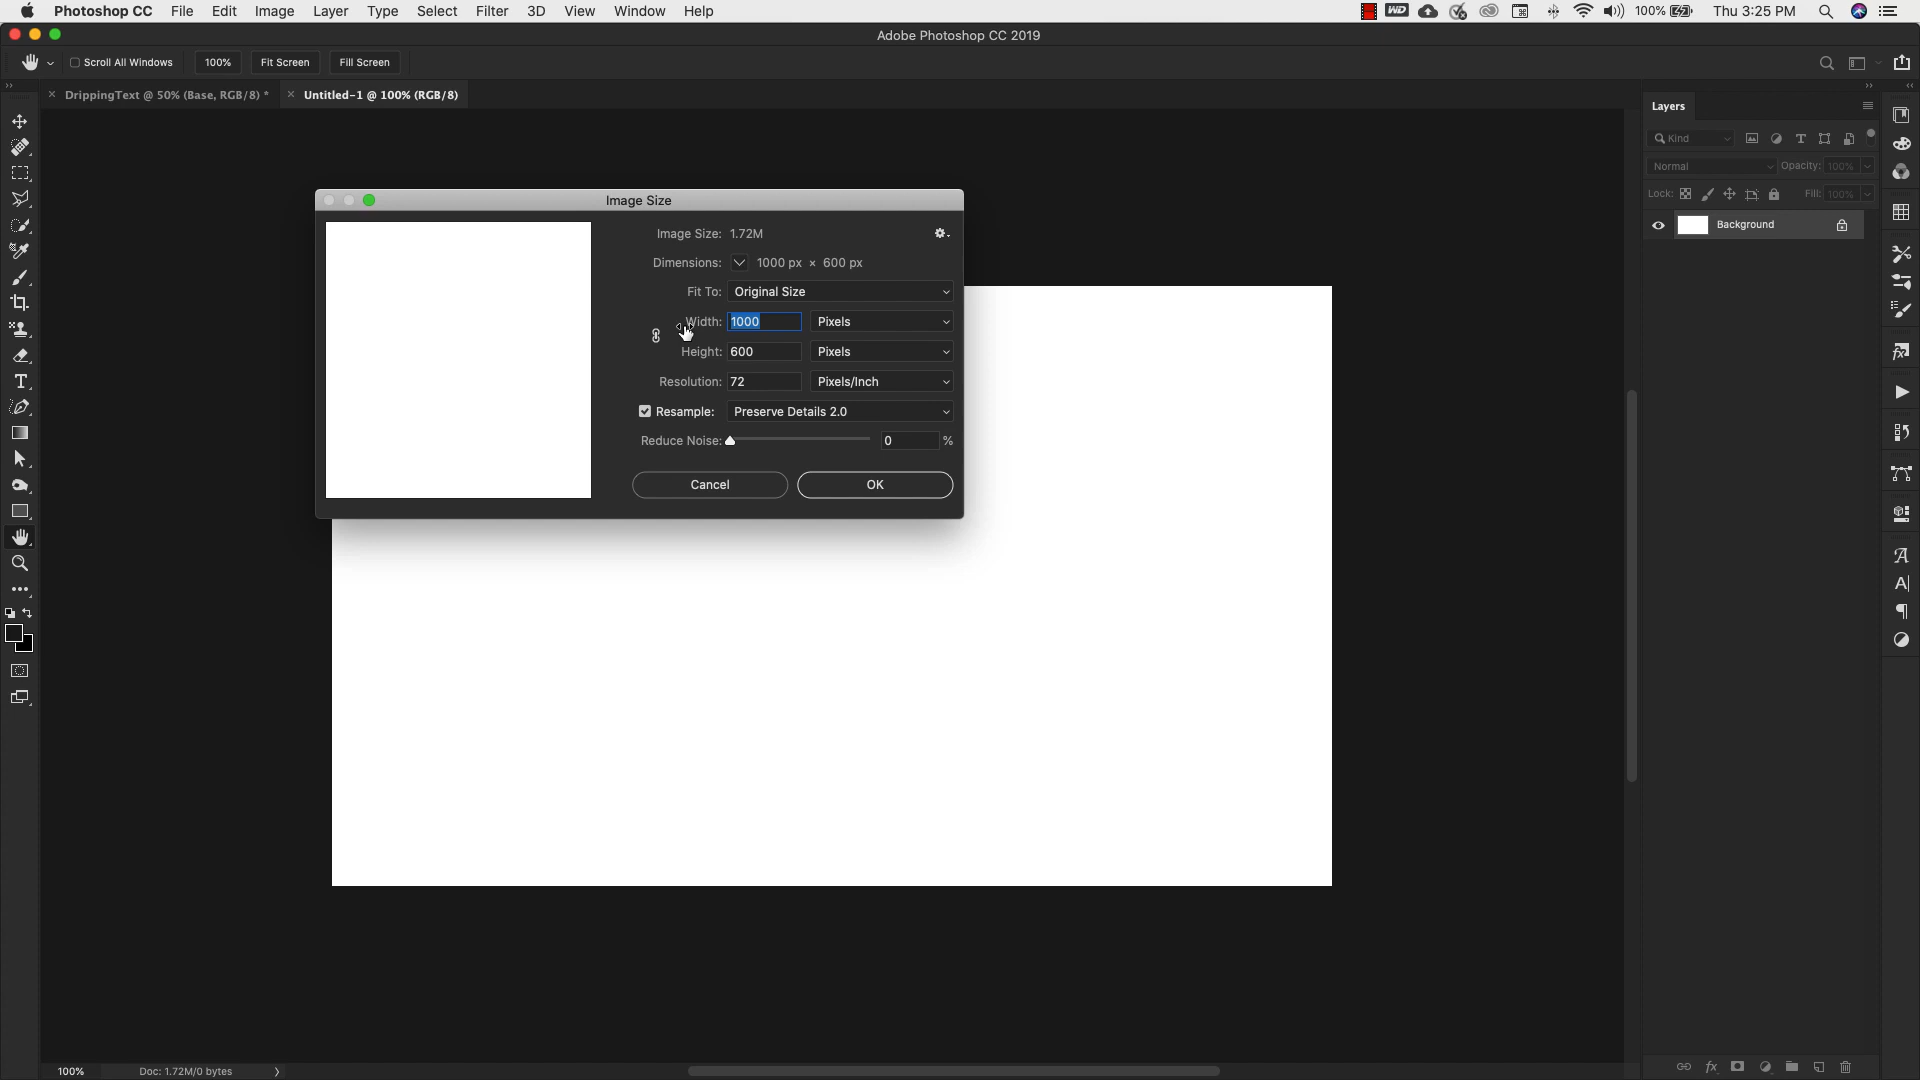 Photoshop CC File Edit Image Layer Type Select Filter 3D View Window Help WD 100% Thu 3:25 PM
Adobe Photoshop CC 2019
Scroll All Windows 100% Fit Screen Fill Screen
× DrippingText @ 50% (Base, RGB/8) * × Untitled-1 @ 100% (RGB/8)
Layers
Kind
Normal Opacity: 100%
Lock: Fill: 100%
Background
Image Size
Image Size: 1.72M
Dimensions: 1000 px × 600 px
Fit To: Original Size
Width: 1000 Pixels
Height: 600 Pixels
Resolution: 72 Pixels/Inch
Resample: Preserve Details 2.0
Reduce Noise: 0 %
Cancel OK
100% Doc: 1.72M/0 bytes